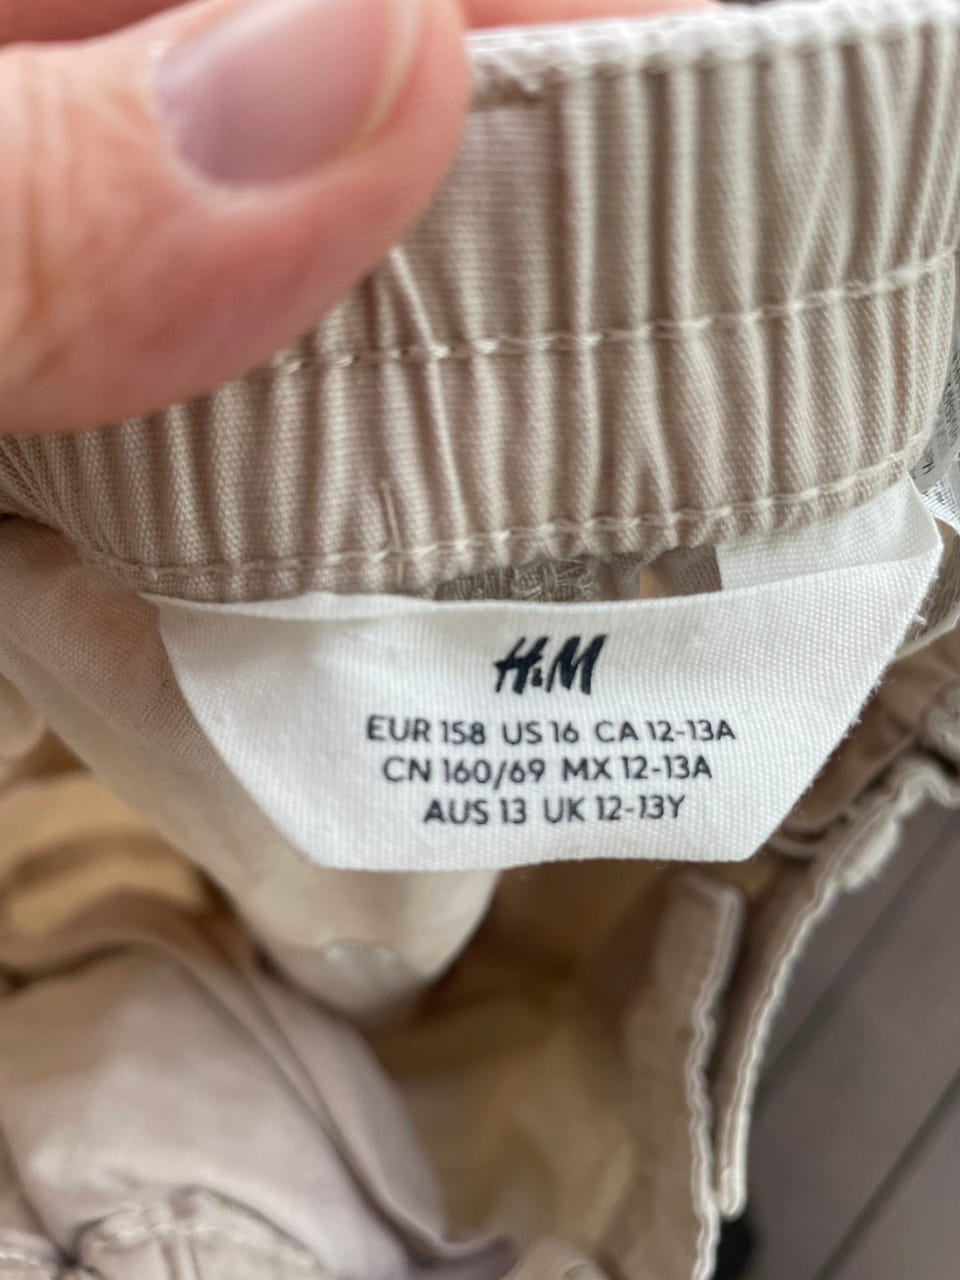 H&M
EUR 158 US 16 CA 12-13A
CN 160/69 MX 12-13A
AUS 13 UK 12-13Y